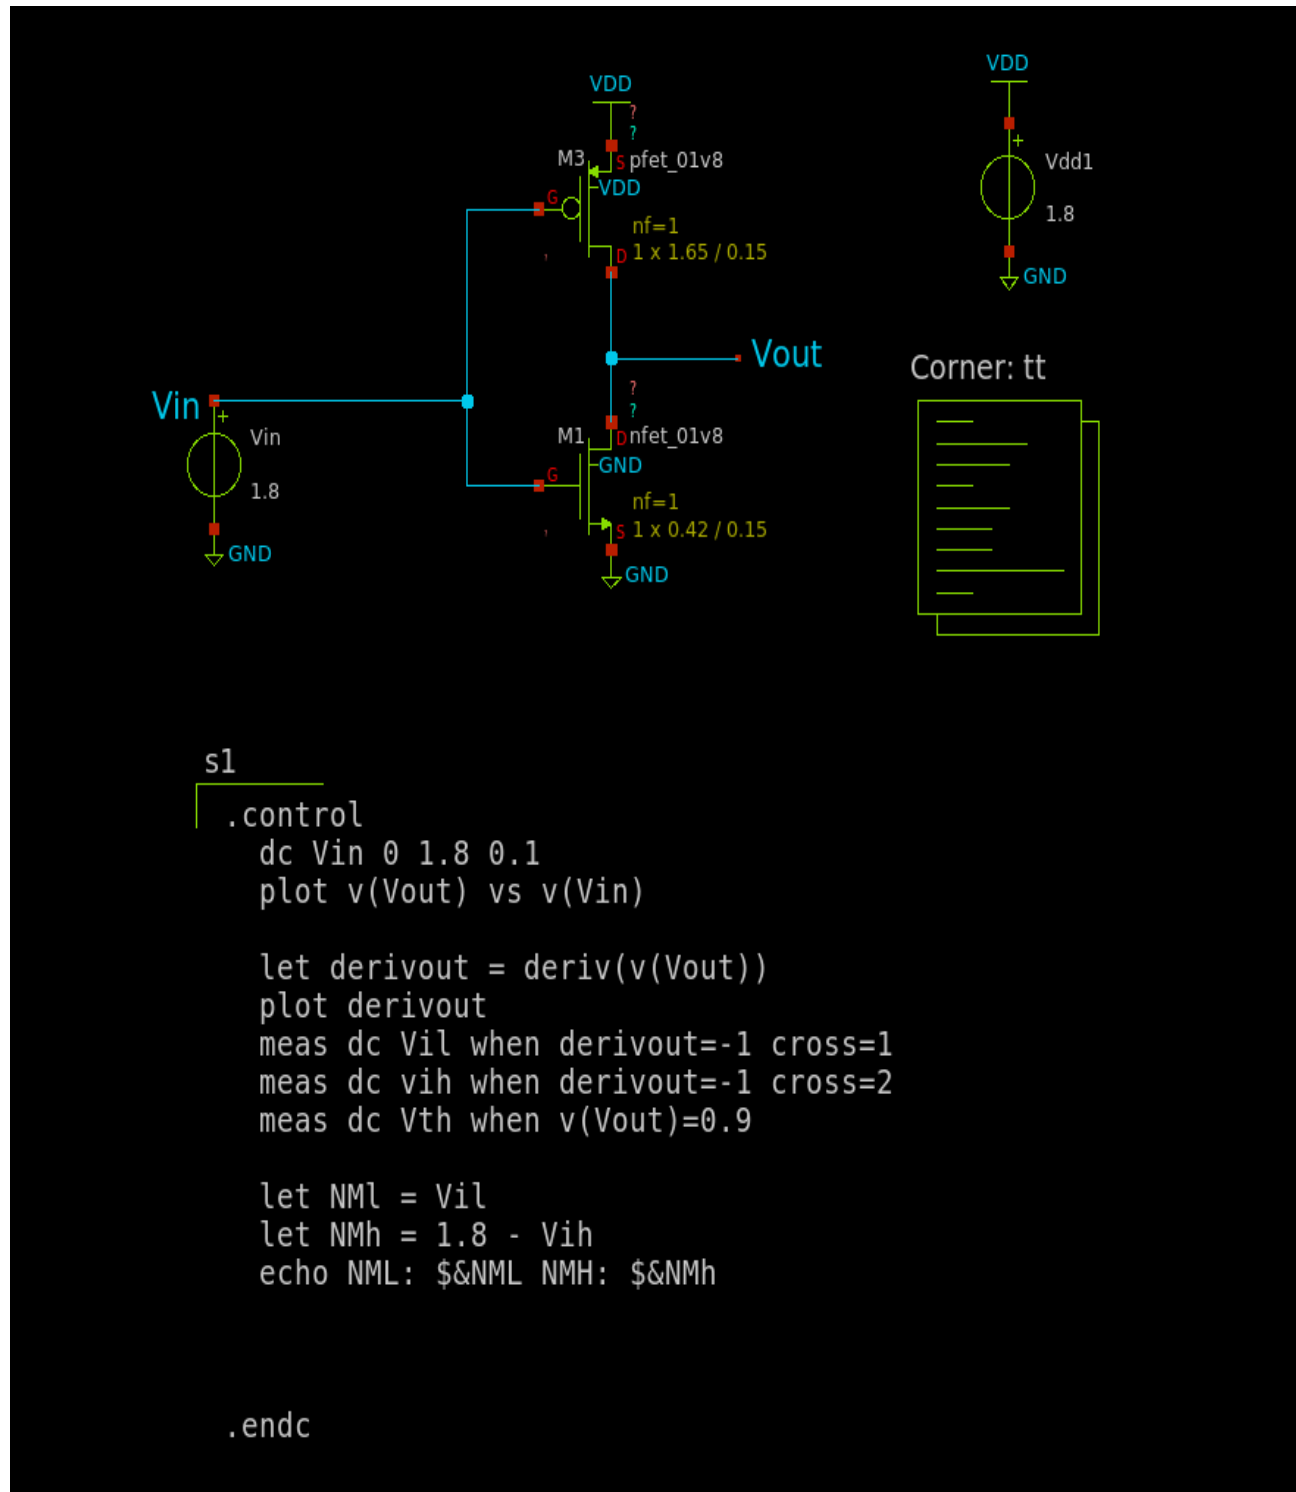 VDD
?
?
M3
S
pfet_01v8
VDD
G
nf=1
,
D
1 x 1.65 / 0.15
VDD
+
Vdd1
1.8
GND
Vout
Corner: tt
Vin
+
Vin
1.8
GND
?
?
M1
D
nfet_01v8
GND
G
nf=1
,
S
1 x 0.42 / 0.15
GND
s1
.control
dc Vin 0 1.8 0.1
plot v(Vout) vs v(Vin)
let derivout = deriv(v(Vout))
plot derivout
meas dc Vil when derivout=-1 cross=1
meas dc vih when derivout=-1 cross=2
meas dc Vth when v(Vout)=0.9
let NMl = Vil
let NMh = 1.8 - Vih
echo NML: $&NML NMH: $&NMh
.endc